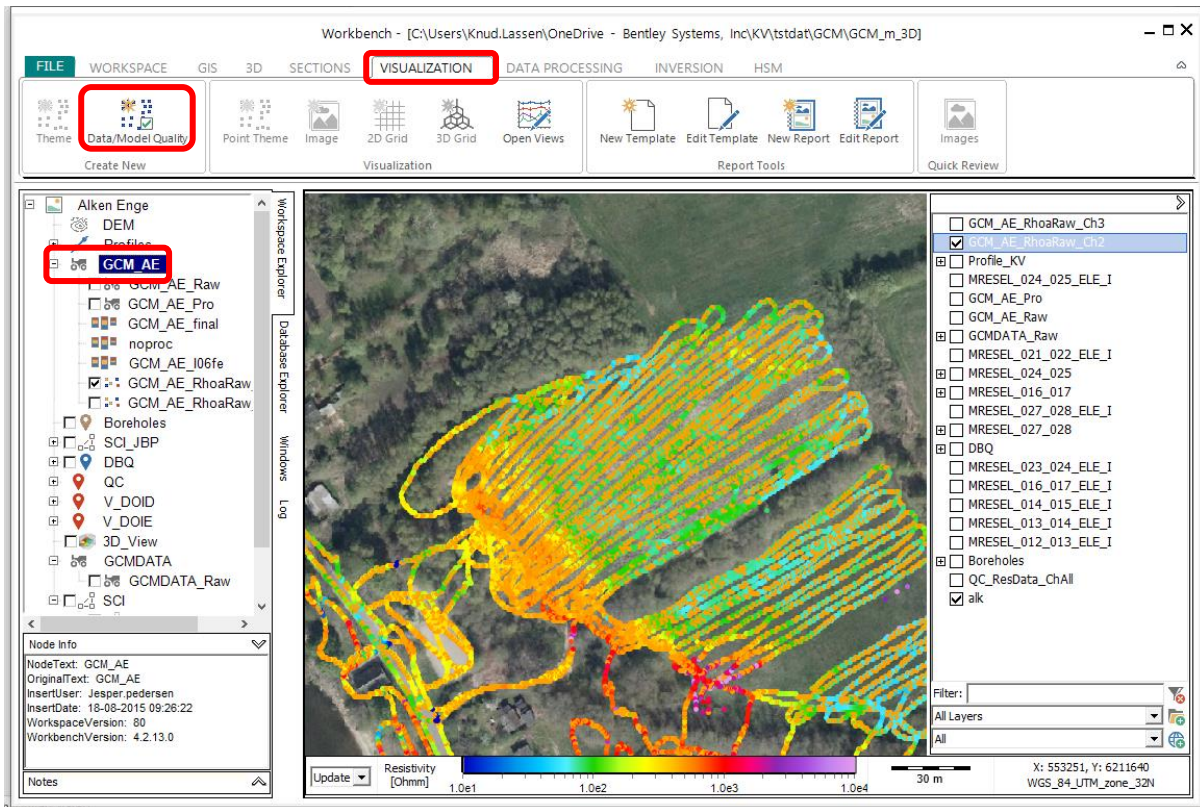 Workbench - [C:\Users\Knud.Lassen\OneDrive - Bentley Systems, Inc\KV\tstdat\GCM\GCM_m_3D]
FILE WORKSPACE GIS 3D SECTIONS VISUALIZATION DATA PROCESSING INVERSION HSM
Theme Data/Model Quality Point Theme Image 2D Grid 3D Grid Open Views New Template Edit Template New Report Edit Report Images
Create New Visualization Report Tools Quick Review
Alken Enge
DEM
Profiles
GCM_AE
GCM_AE_Raw
GCM_AE_Pro
GCM_AE_final
noproc
GCM_AE_I06fe
GCM_AE_RhoaRaw
GCM_AE_RhoaRaw
Boreholes
SCI_JBP
DBQ
QC
V_DOID
V_DOIE
3D_View
GCMDATA
GCMDATA_Raw
SCI
Workspace Explorer
Database Explorer
Windows
Log
Node Info
NodeText: GCM_AE
OriginalText: GCM_AE
InsertUser: Jesper.pedersen
InsertDate: 18-08-2015 09:26:22
WorkspaceVersion: 80
WorkbenchVersion: 4.2.13.0
Notes
GCM_AE_RhoaRaw_Ch3
GCM_AE_RhoaRaw_Ch2
Profile_KV
MRESEL_024_025_ELE_I
GCM_AE_Pro
GCM_AE_Raw
GCMDATA_Raw
MRESEL_021_022_ELE_I
MRESEL_024_025
MRESEL_016_017
MRESEL_027_028_ELE_I
MRESEL_027_028
DBQ
MRESEL_023_024_ELE_I
MRESEL_016_017_ELE_I
MRESEL_014_015_ELE_I
MRESEL_013_014_ELE_I
MRESEL_012_013_ELE_I
Boreholes
QC_ResData_ChAll
alk
Filter:
All Layers
All
Update
Resistivity
[Ohmm]
1.0e1 1.0e2 1.0e3 1.0e4
30 m
X: 553251, Y: 6211640
WGS_84_UTM_zone_32N